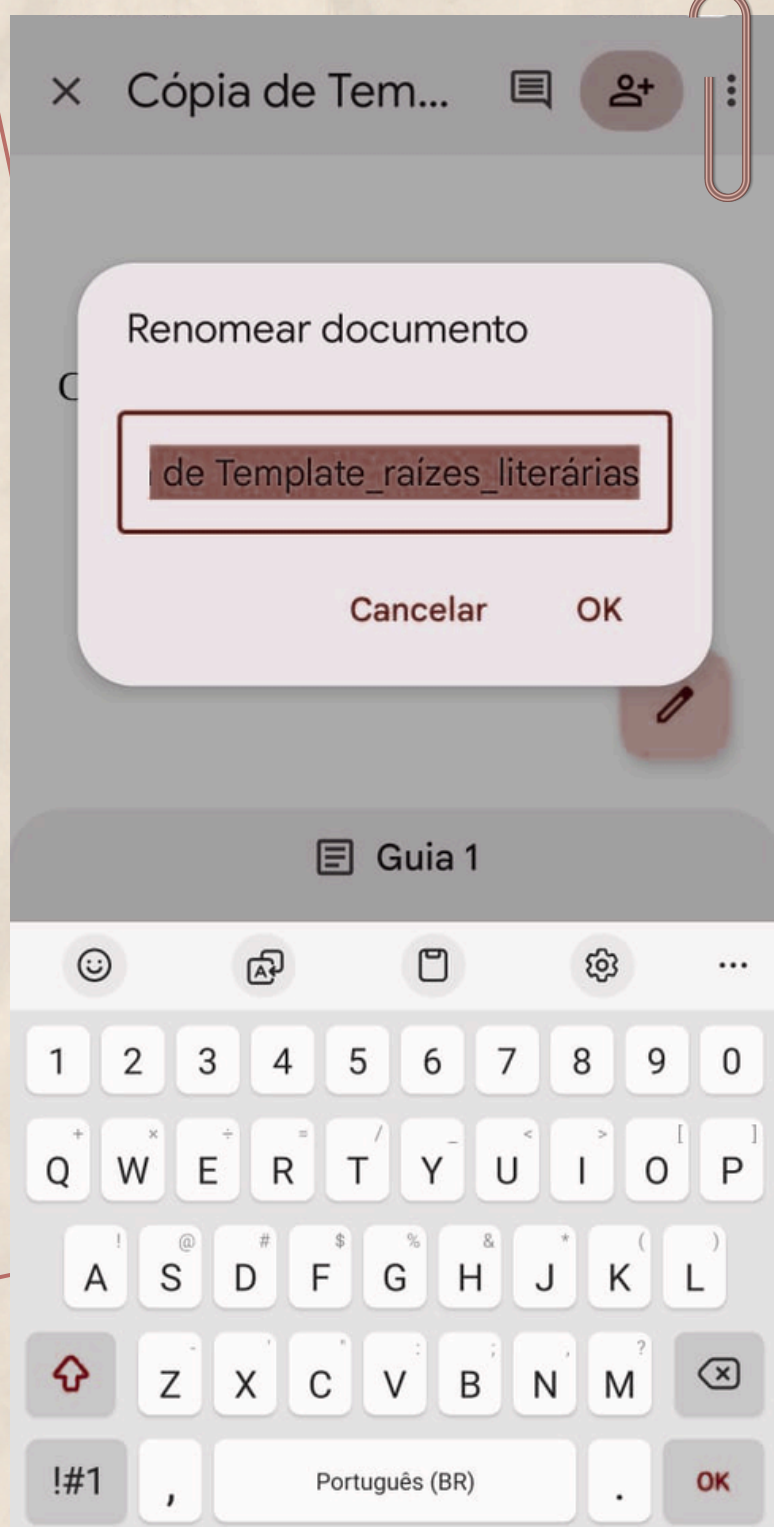 Cópia de Tem...
Renomear documento
de Template_raízes_literárias
Cancelar OK
Guia 1
1 2 3 4 5 6 7 8 9 0
+ × ÷ = / _ < > [ ]
Q W E R T Y U I O P
! @ # $ % & * ( )
A S D F G H J K L
- ' " : ; , ?
Z X C V B N M
!#1 , Português (BR) . OK